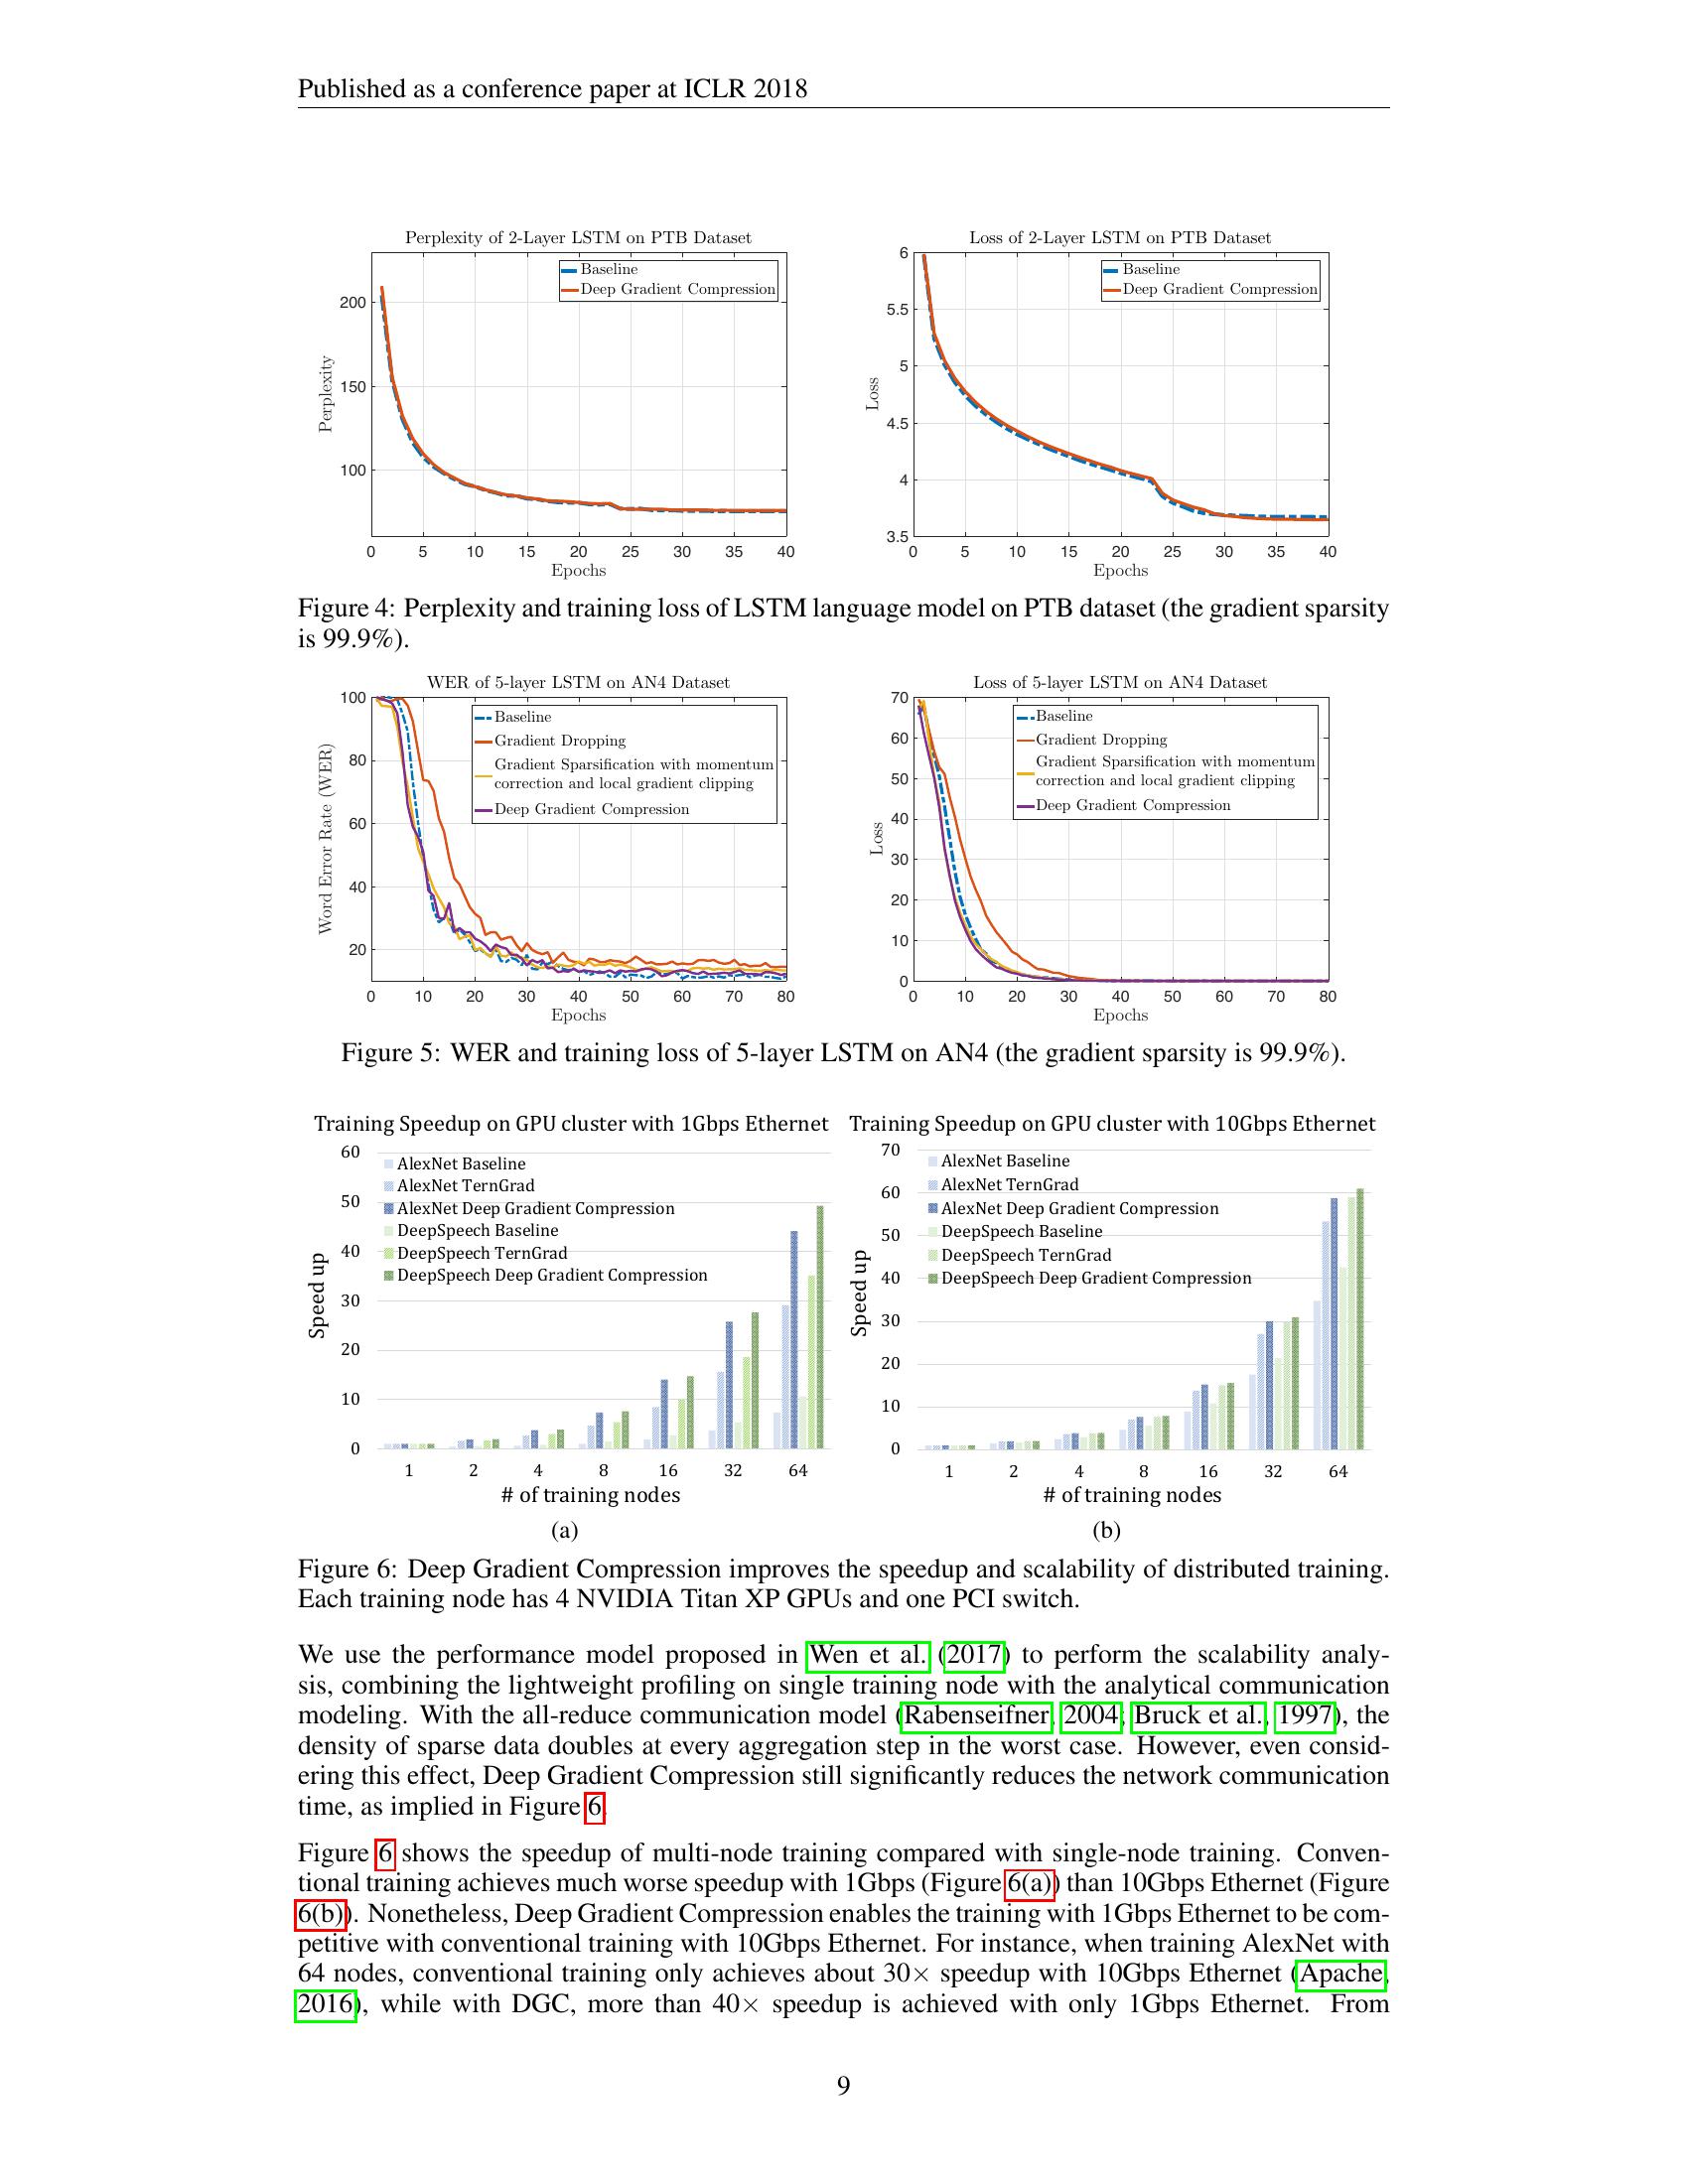 Published as a conference paper at ICLR 2018
Perplexity of 2-Layer LSTM on PTB Dataset
Baseline
Deep Gradient Compression
200
150
100
Perplexity
0 5 10 15 20 25 30 35 40
Epochs
Loss of 2-Layer LSTM on PTB Dataset
Baseline
Deep Gradient Compression
6
5.5
5
4.5
4
3.5
Loss
0 5 10 15 20 25 30 35 40
Epochs
Figure 4: Perplexity and training loss of LSTM language model on PTB dataset (the gradient sparsity
is 99.9%).
WER of 5-layer LSTM on AN4 Dataset
Baseline
Gradient Dropping
Gradient Sparsification with momentum
correction and local gradient clipping
Deep Gradient Compression
100
80
60
40
20
Word Error Rate (WER)
0 10 20 30 40 50 60 70 80
Epochs
Loss of 5-layer LSTM on AN4 Dataset
Baseline
Gradient Dropping
Gradient Sparsification with momentum
correction and local gradient clipping
Deep Gradient Compression
70
60
50
40
30
20
10
0
Loss
0 10 20 30 40 50 60 70 80
Epochs
Figure 5: WER and training loss of 5-layer LSTM on AN4 (the gradient sparsity is 99.9%).
Training Speedup on GPU cluster with 1Gbps Ethernet
60
50
40
30
20
10
0
Speed up
AlexNet Baseline
AlexNet TernGrad
AlexNet Deep Gradient Compression
DeepSpeech Baseline
DeepSpeech TernGrad
DeepSpeech Deep Gradient Compression
1 2 4 8 16 32 64
# of training nodes
(a)
Training Speedup on GPU cluster with 10Gbps Ethernet
70
60
50
40
30
20
10
0
Speed up
AlexNet Baseline
AlexNet TernGrad
AlexNet Deep Gradient Compression
DeepSpeech Baseline
DeepSpeech TernGrad
DeepSpeech Deep Gradient Compression
1 2 4 8 16 32 64
# of training nodes
(b)
Figure 6: Deep Gradient Compression improves the speedup and scalability of distributed training.
Each training node has 4 NVIDIA Titan XP GPUs and one PCI switch.
We use the performance model proposed in Wen et al. (2017) to perform the scalability analy-
sis, combining the lightweight profiling on single training node with the analytical communication
modeling. With the all-reduce communication model (Rabenseifner, 2004; Bruck et al., 1997), the
density of sparse data doubles at every aggregation step in the worst case. However, even consid-
ering this effect, Deep Gradient Compression still significantly reduces the network communication
time, as implied in Figure 6.
Figure 6 shows the speedup of multi-node training compared with single-node training. Conven-
tional training achieves much worse speedup with 1Gbps (Figure 6(a)) than 10Gbps Ethernet (Figure
6(b)). Nonetheless, Deep Gradient Compression enables the training with 1Gbps Ethernet to be com-
petitive with conventional training with 10Gbps Ethernet. For instance, when training AlexNet with
64 nodes, conventional training only achieves about 30× speedup with 10Gbps Ethernet (Apache,
2016), while with DGC, more than 40× speedup is achieved with only 1Gbps Ethernet. From
9